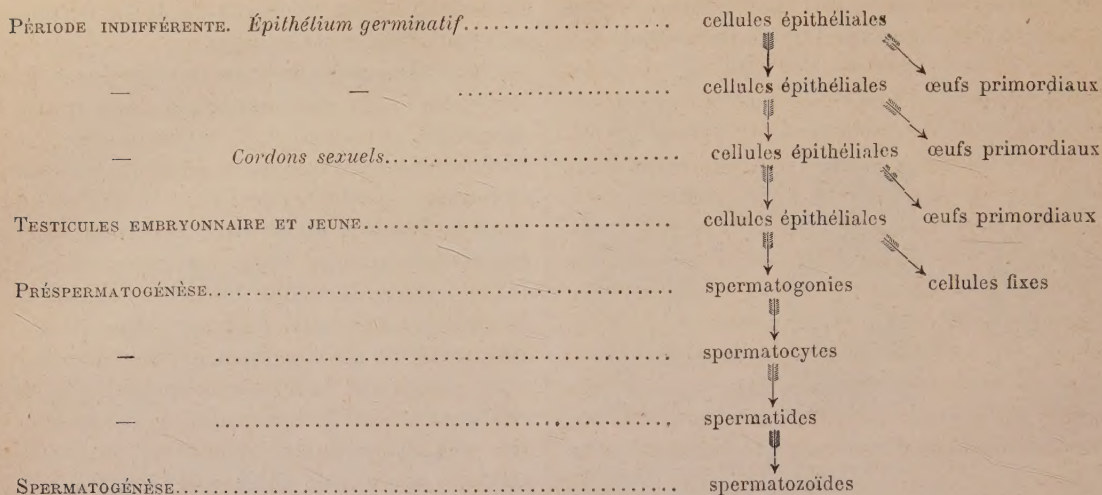 PÉRIODE INDIFFÉRENTE. Épithélium germinatif..................... cellules épithéliales
— — ..................... cellules épithéliales œufs primordiaux
— Cordons sexuels............................. cellules épithéliales œufs primordiaux
TESTICULES EMBRYONNAIRE ET JEUNE............................... cellules épithéliales œufs primordiaux
PRÉSPERMATOGÉNÈSE............................................... spermatogonies cellules fixes
— ............................................... spermatocytes
— ............................................... spermatides
SPERMATOGÉNÈSE.................................................. spermatozoïdes